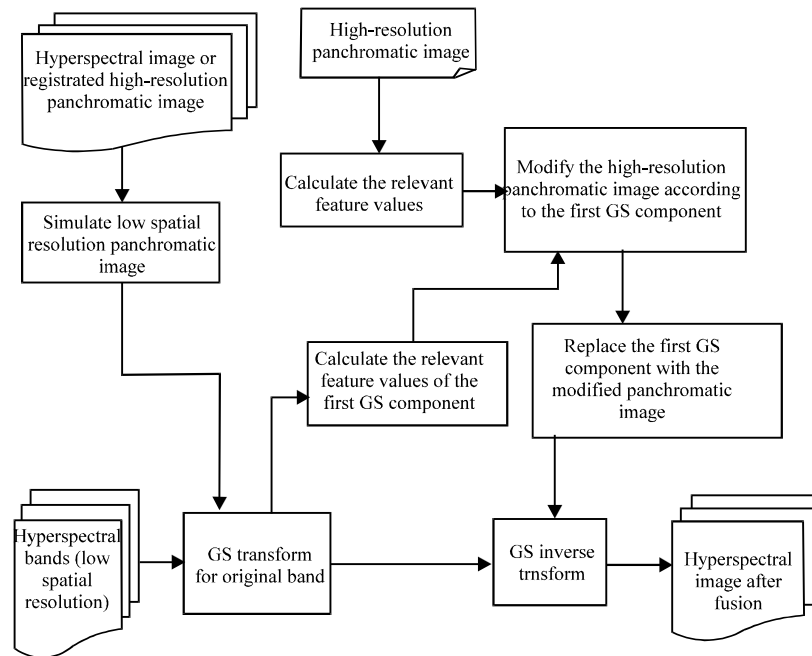 Hyperspectral image or
registrated high-resolution
panchromatic image
High-resolution
panchromatic image
Calculate the relevant
feature values
Modify the high-resolution
panchromatic image according
to the first GS component
Simulate low spatial
resolution panchromatic
image
Calculate the relevant
feature values of the
first GS component
Replace the first GS
component with the
modified panchromatic
image
Hyperspectral
bands (low
spatial
resolution)
GS transform
for original band
GS inverse
trnsform
Hyperspectral
image after
fusion